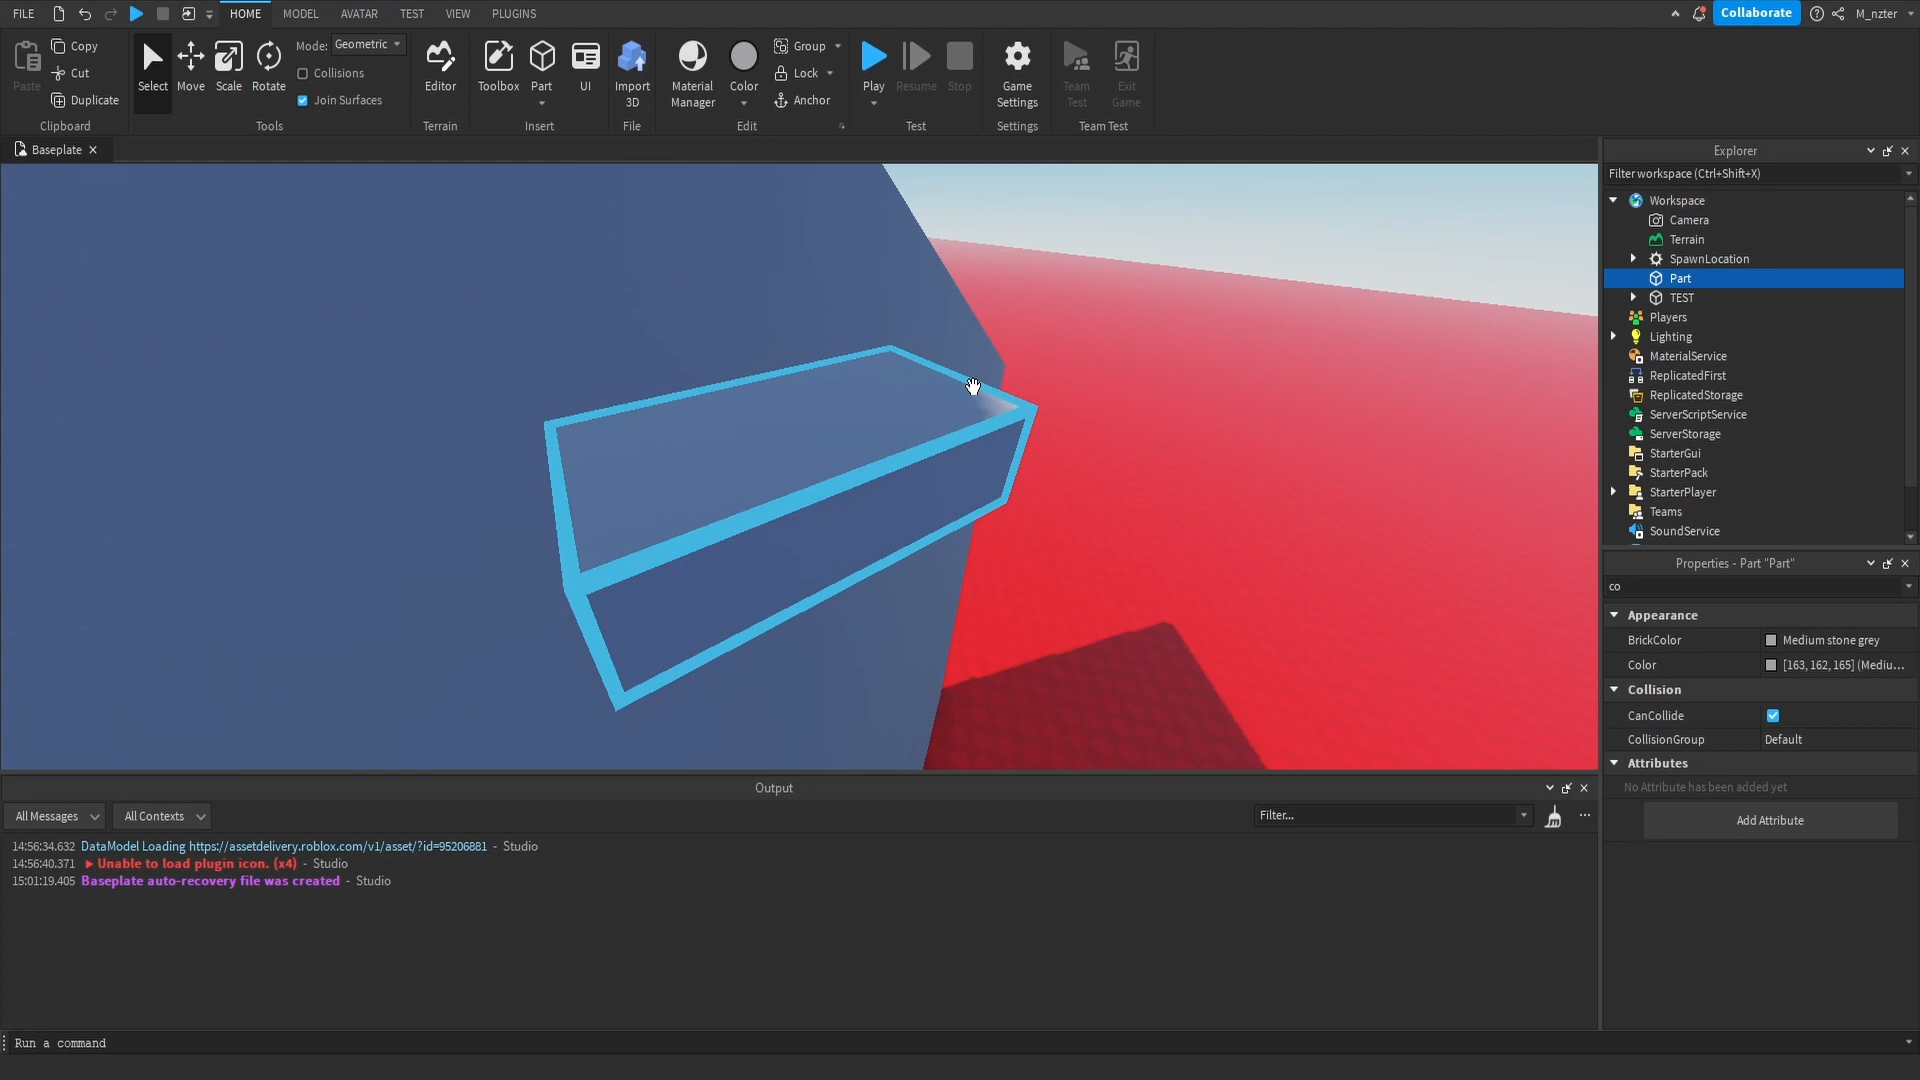 FILE
HOME
MODEL
AVATAR
TEST
VIEW
PLUGINS
Collaborate
M_nzter
Paste
Copy
Cut
Duplicate
Clipboard
Select
Move
Scale
Rotate
Mode: Geometric
Collisions
Join Surfaces
Tools
Editor
Terrain
Toolbox
Part
UI
Insert
Import
3D
File
Material
Manager
Color
Group
Lock
Anchor
Edit
Play
Resume
Stop
Test
Game
Settings
Settings
Team
Test
Exit
Game
Team Test
Baseplate
Explorer
Filter workspace (Ctrl+Shift+X)
Workspace
Camera
Terrain
SpawnLocation
Part
TEST
Players
Lighting
MaterialService
ReplicatedFirst
ReplicatedStorage
ServerScriptService
ServerStorage
StarterGui
StarterPack
StarterPlayer
Teams
SoundService
Properties - Part "Part"
co
Appearance
BrickColor Medium stone grey
Color [163, 162, 165] (Mediu...
Collision
CanCollide
CollisionGroup Default
Attributes
No Attribute has been added yet
Add Attribute
Output
All Messages
All Contexts
Filter...
14:56:34.632 DataModel Loading https://assetdelivery.roblox.com/v1/asset/?id=95206881 - Studio
14:56:40.371 Unable to load plugin icon. (x4) - Studio
15:01:19.405 Baseplate auto-recovery file was created - Studio
Run a command